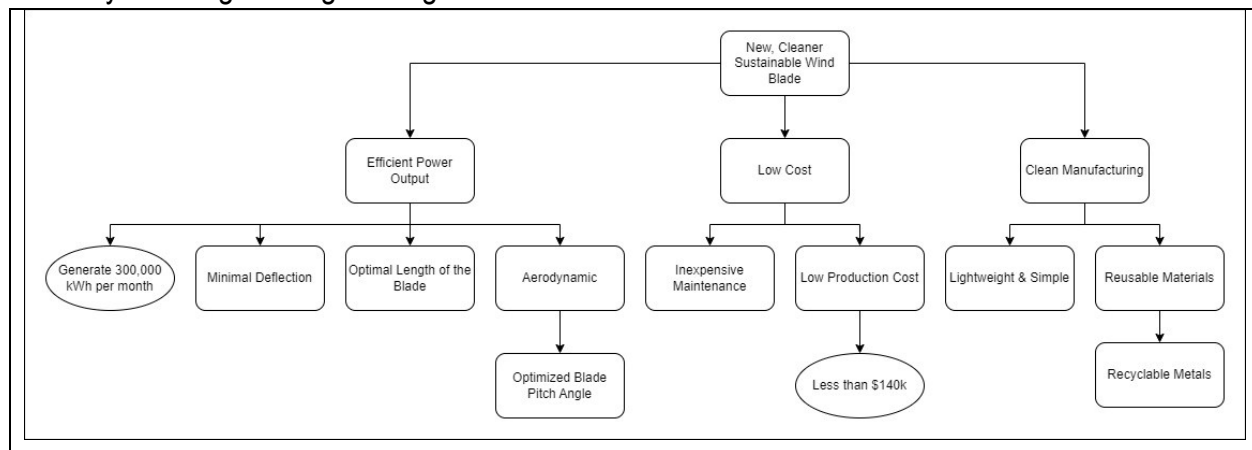 New, Cleaner
Sustainable Wind
Blade
Efficient Power
Output
Low Cost
Clean Manufacturing
Generate 300,000
kWh per month
Minimal Deflection
Optimal Length of the
Blade
Aerodynamic
Inexpensive
Maintenance
Low Production Cost
Lightweight & Simple
Reusable Materials
Optimized Blade
Pitch Angle
Less than $140k
Recyclable Metals